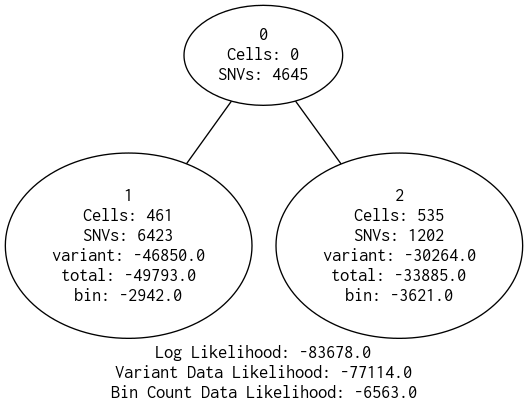 0
Cells: 0
SNVs: 4645
1
Cells: 461
SNVs: 6423
variant: -46850.0
total: -49793.0
bin: -2942.0
2
Cells: 535
SNVs: 1202
variant: -30264.0
total: -33885.0
bin: -3621.0
Log Likelihood: -83678.0
Variant Data Likelihood: -77114.0
Bin Count Data Likelihood: -6563.0